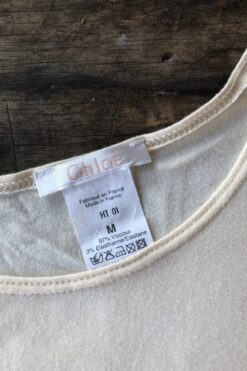 Chloé
Fabriqué en France
Made in France
HT 01
M
97% Viscose
3% Elasthanne/Elastane